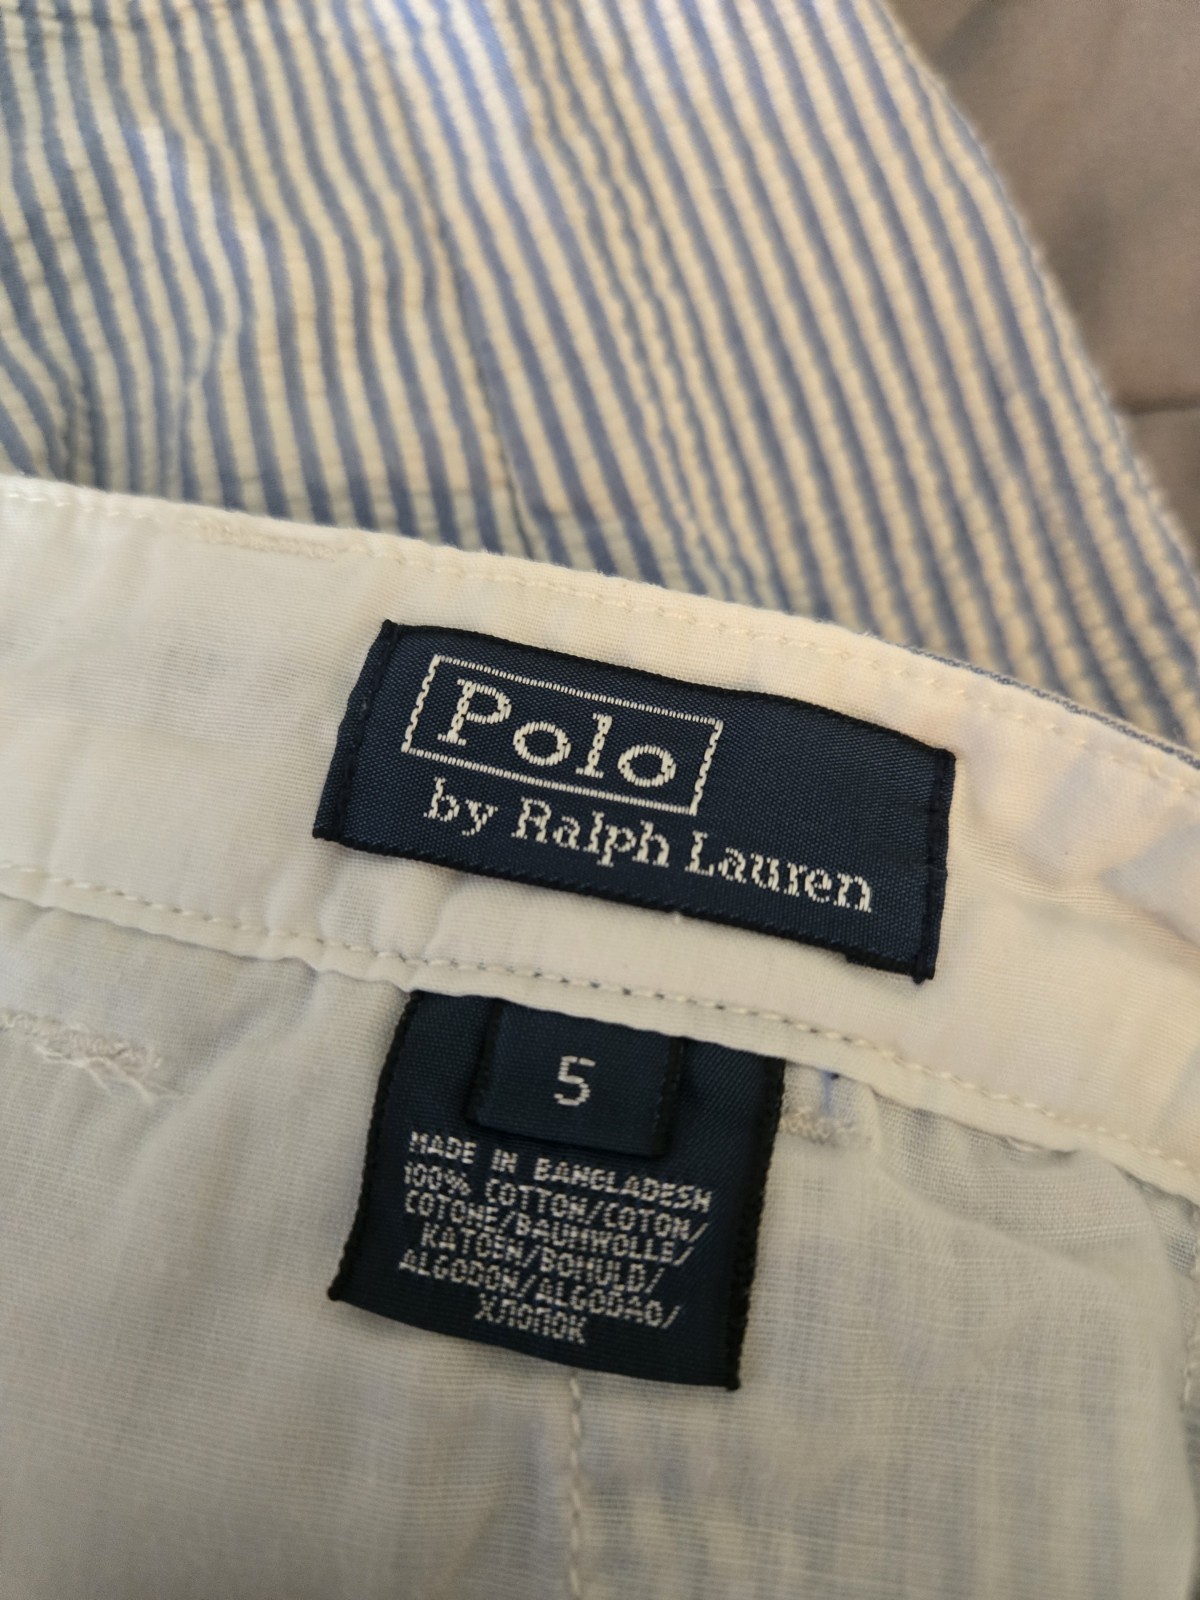 Polo
by Ralph Lauren
5
MADE IN BANGLADESH
100% COTTON/COTON/
COTONE/BAUMWOLLE/
KATOEN/BOMULD/
ALGODON/ALGODAO/
ХЛОПОК